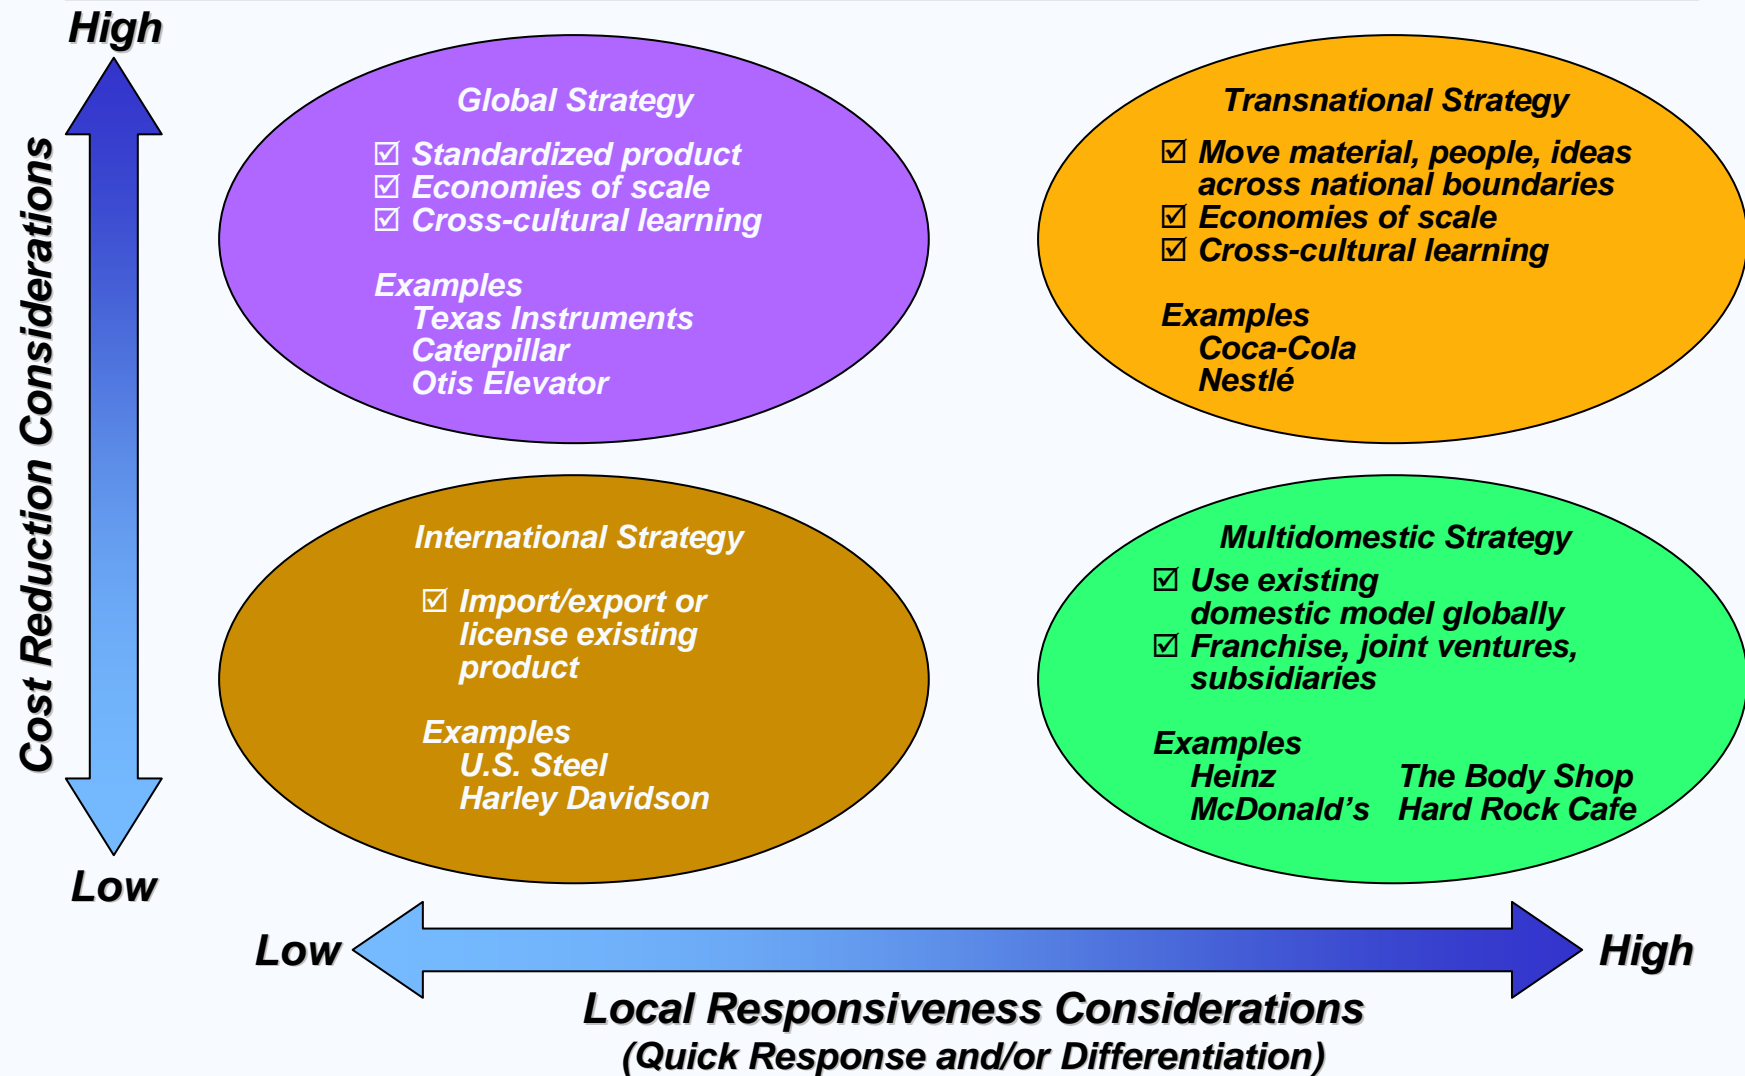 High
Cost Reduction Considerations
Low
Global Strategy
☑ Standardized product
☑ Economies of scale
☑ Cross-cultural learning
Examples
Texas Instruments
Caterpillar
Otis Elevator
Transnational Strategy
☑ Move material, people, ideas
across national boundaries
☑ Economies of scale
☑ Cross-cultural learning
Examples
Coca-Cola
Nestlé
International Strategy
☑ Import/export or
license existing
product
Examples
U.S. Steel
Harley Davidson
Multidomestic Strategy
☑ Use existing
domestic model globally
☑ Franchise, joint ventures,
subsidiaries
Examples
Heinz The Body Shop
McDonald’s Hard Rock Cafe
Low High
Local Responsiveness Considerations
(Quick Response and/or Differentiation)